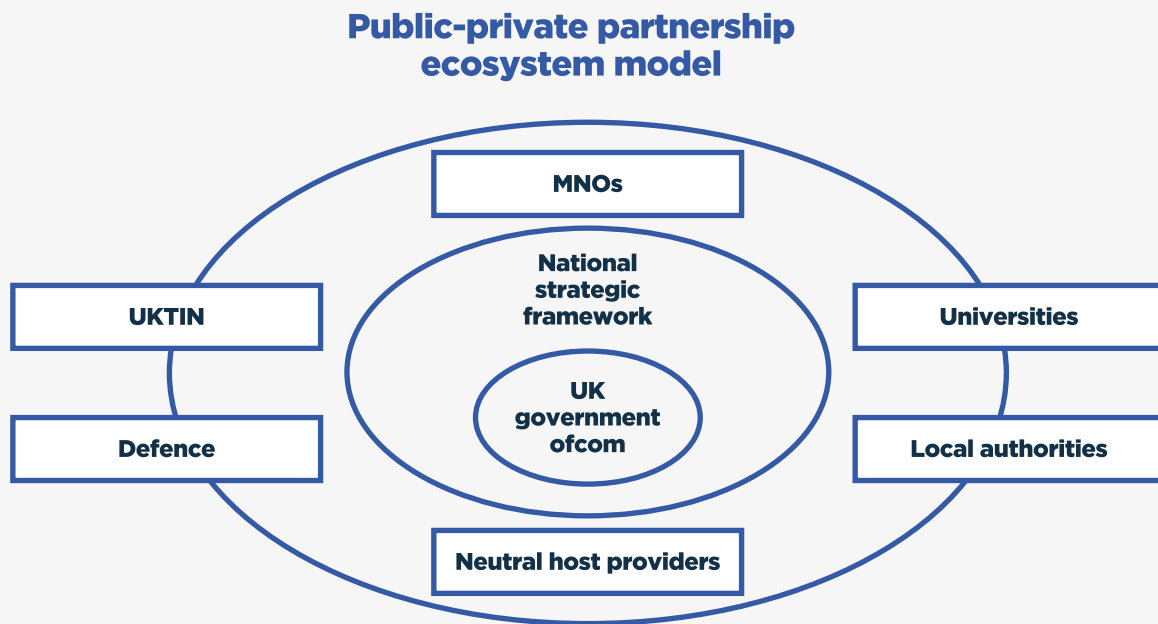 Public-private partnership
ecosystem model
MNOs
National
strategic
framework
UKTIN
Universities
UK
government
ofcom
Defence
Local authorities
Neutral host providers